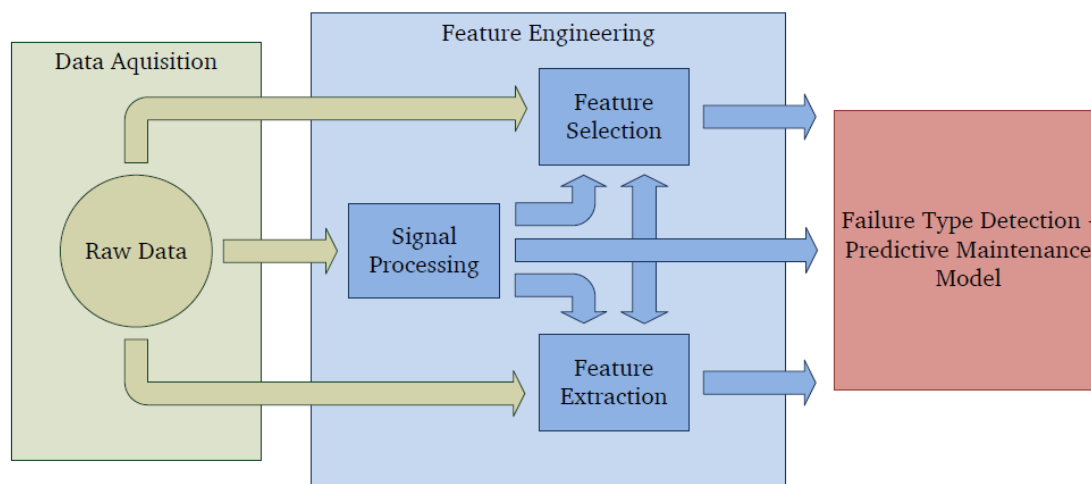 Data Aquisition
Feature Engineering
Feature
Selection
Raw Data
Signal
Processing
Feature
Extraction
Failure Type Detection -
Predictive Maintenance
Model